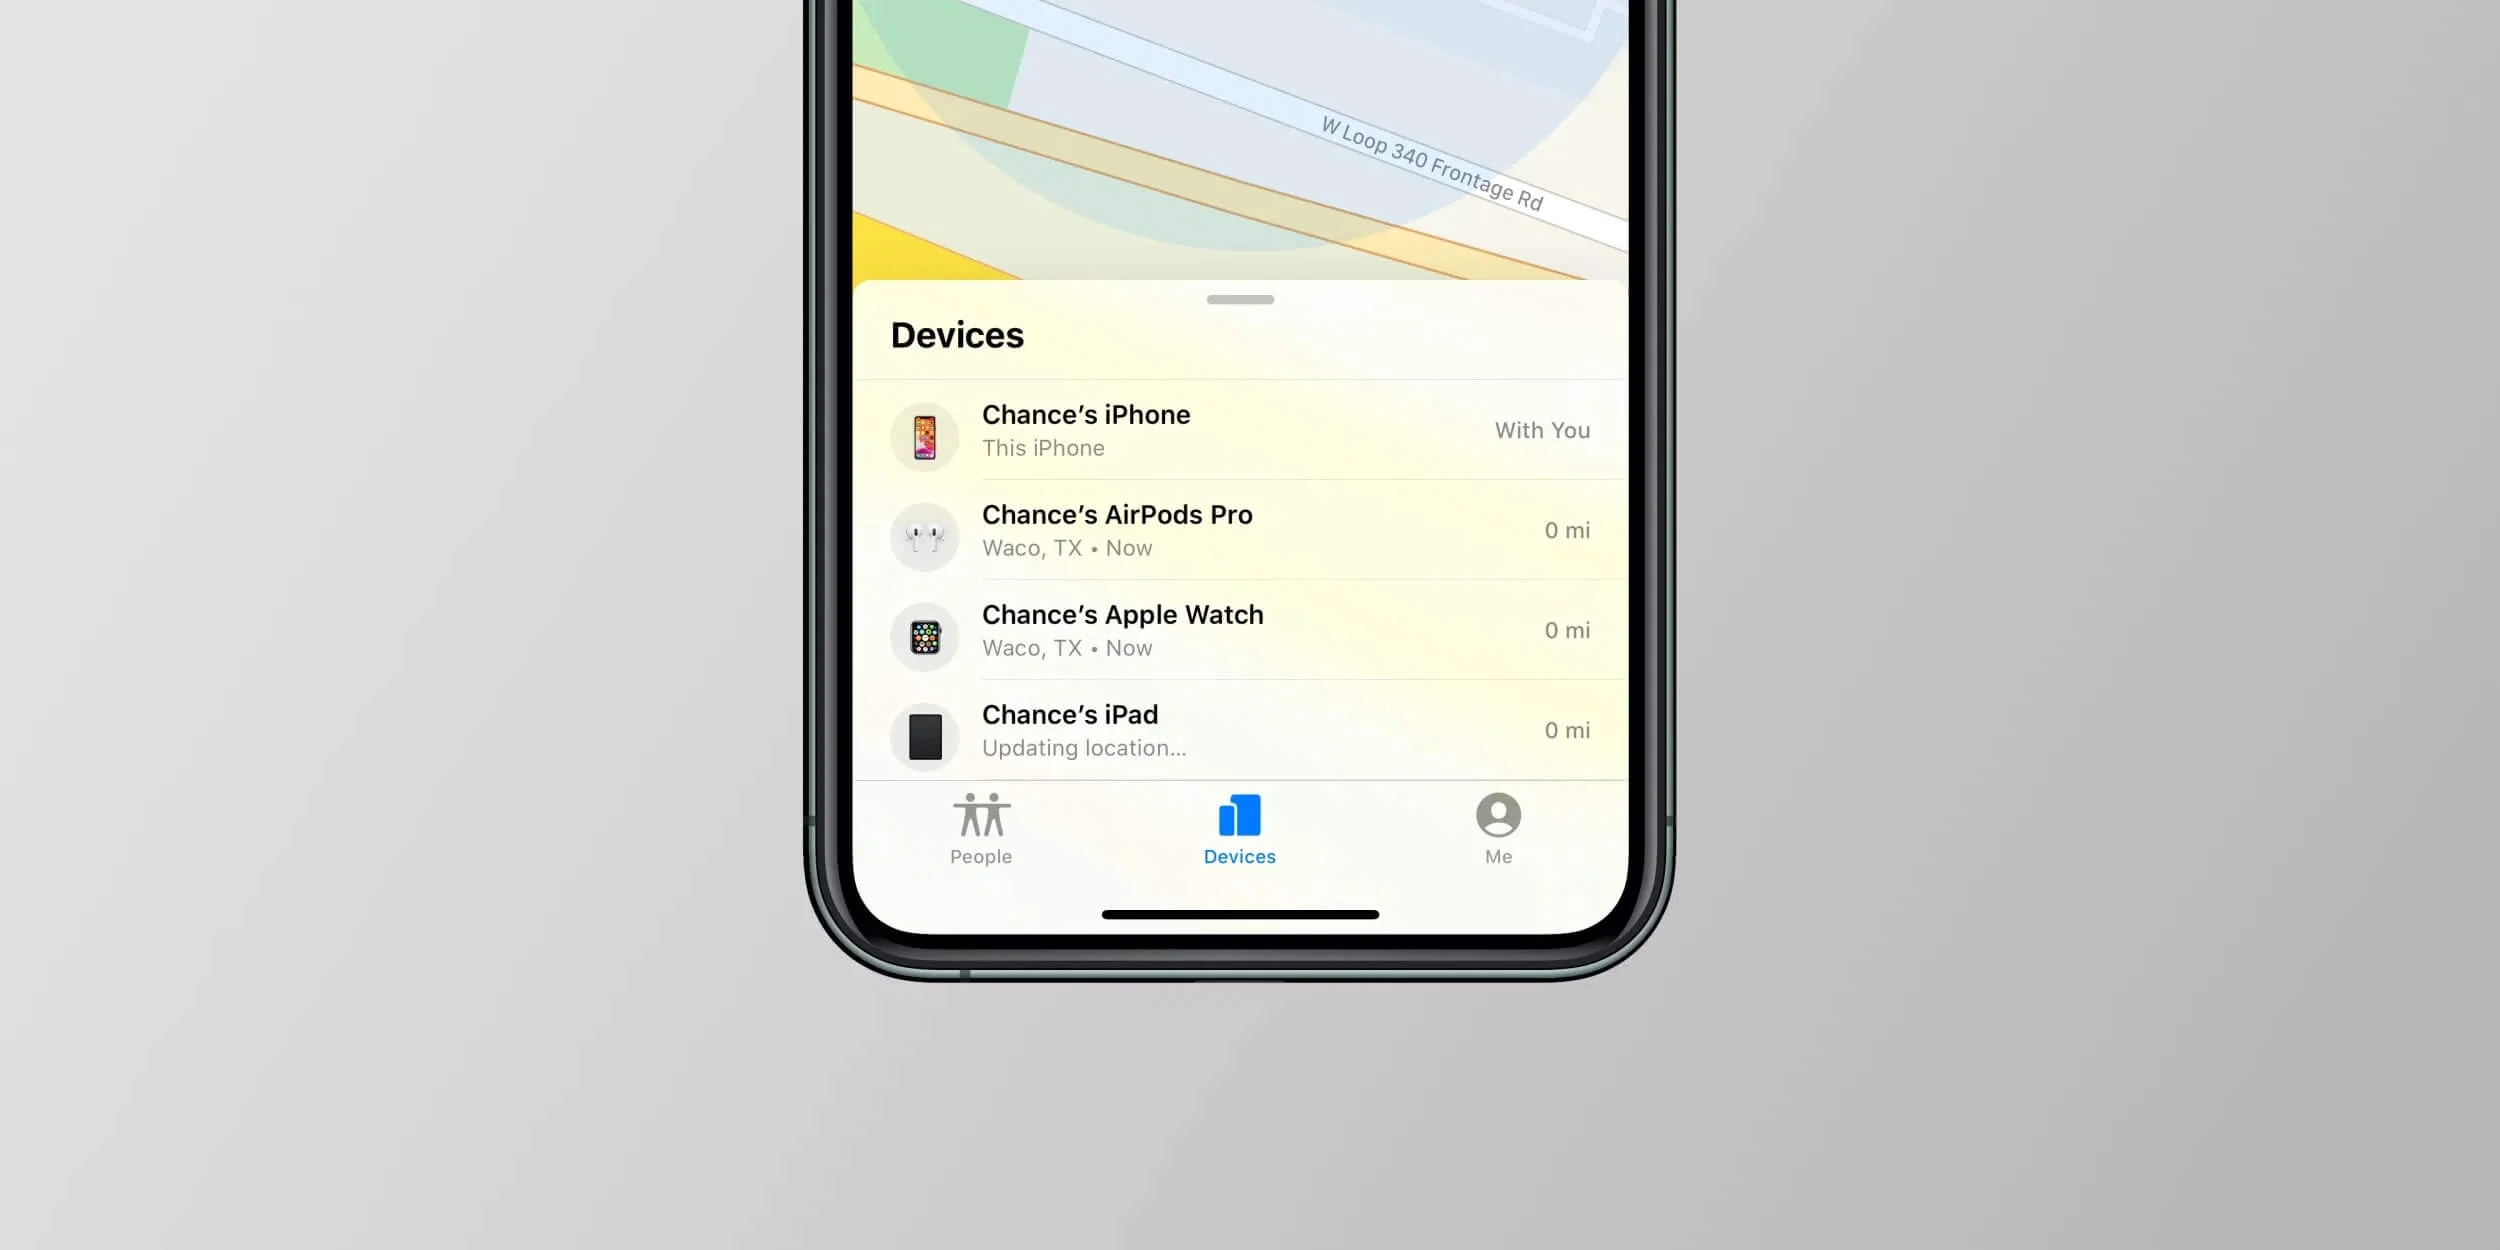 W Loop 340 Frontage Rd
Devices
Chance’s iPhone
This iPhone
With You
Chance’s AirPods Pro
Waco, TX • Now
0 mi
Chance’s Apple Watch
Waco, TX • Now
0 mi
Chance’s iPad
Updating location...
0 mi
People
Devices
Me